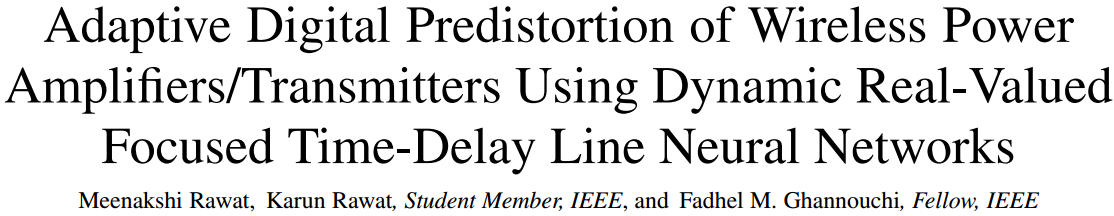 Adaptive Digital Predistortion of Wireless Power
Amplifiers/Transmitters Using Dynamic Real-Valued
Focused Time-Delay Line Neural Networks
Meenakshi Rawat, Karun Rawat, Student Member, IEEE, and Fadhel M. Ghannouchi, Fellow, IEEE